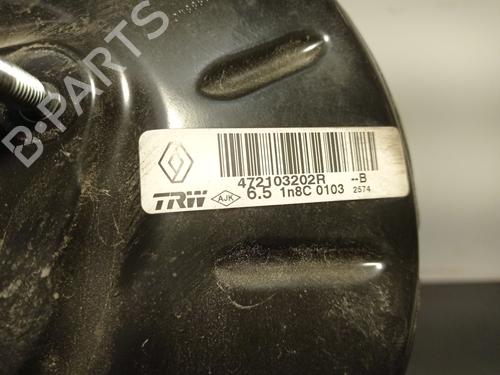 B-PARTS
472103202R --B
TRW AJK 6.5 1n8C 0103 2574